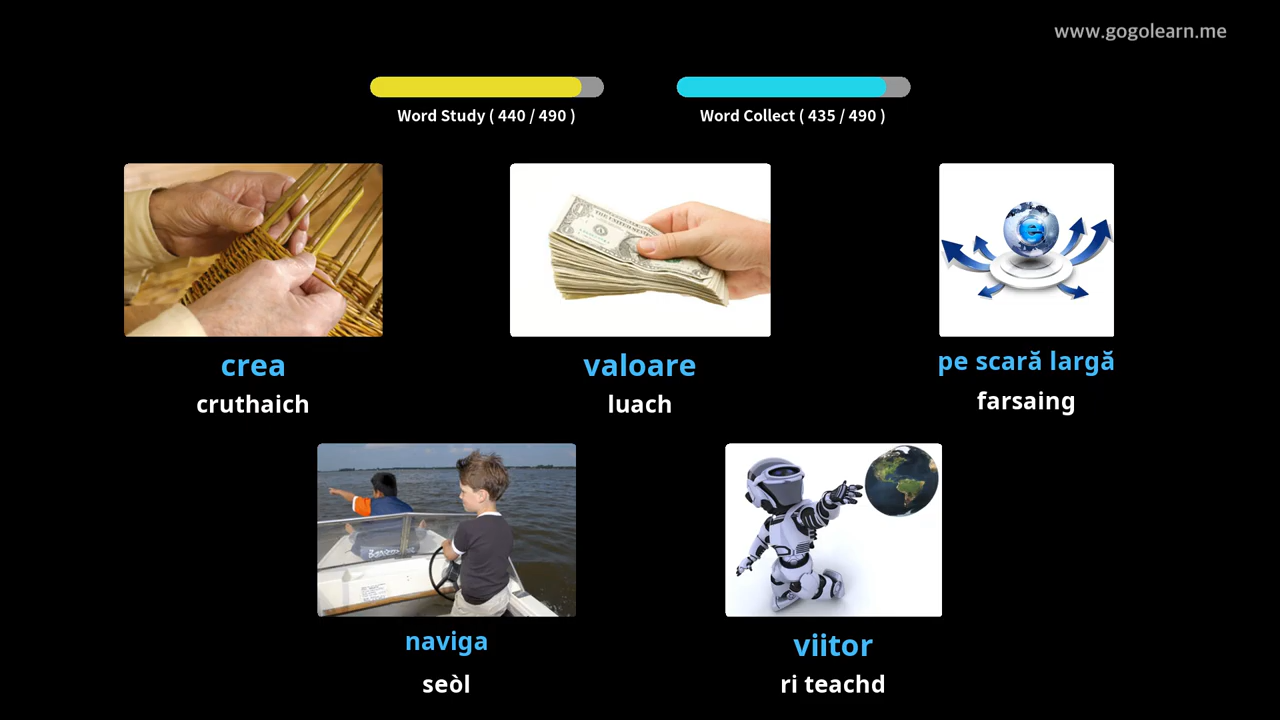 www.gogolearn.me
Word Study ( 440 / 490 )
Word Collect ( 435 / 490 )
crea
cruthaich
valoare
luach
pe scară largă
farsaing
naviga
seòl
viitor
ri teachd